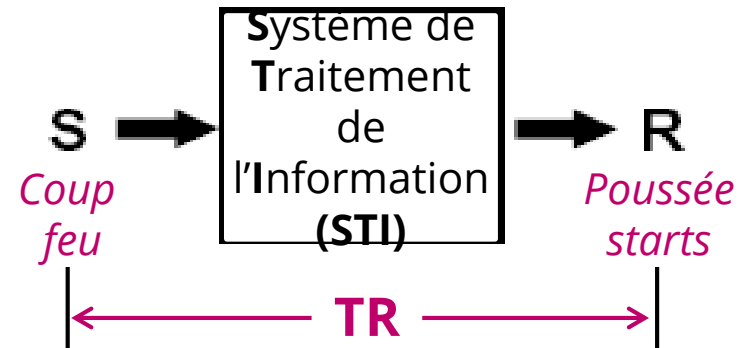 Système de
Traitement
de
l'Information
(STI)
S
R
Coup
feu
Poussée
starts
TR